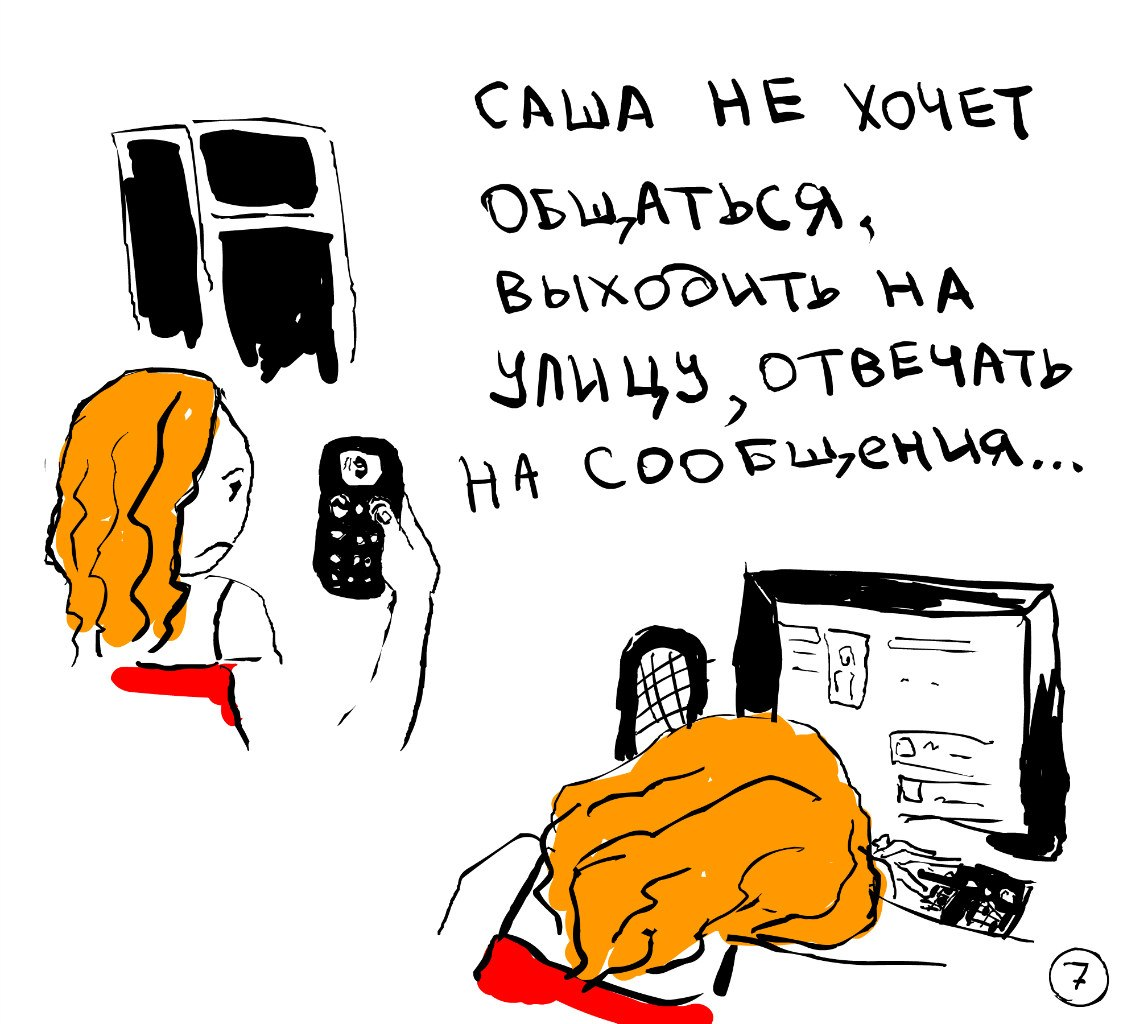 САША НЕ ХОЧЕТ
ОБЩАТЬСЯ,
ВЫХОДИТЬ НА
УЛИЦУ, ОТВЕЧАТЬ
НА СООБЩЕНИЯ...
7